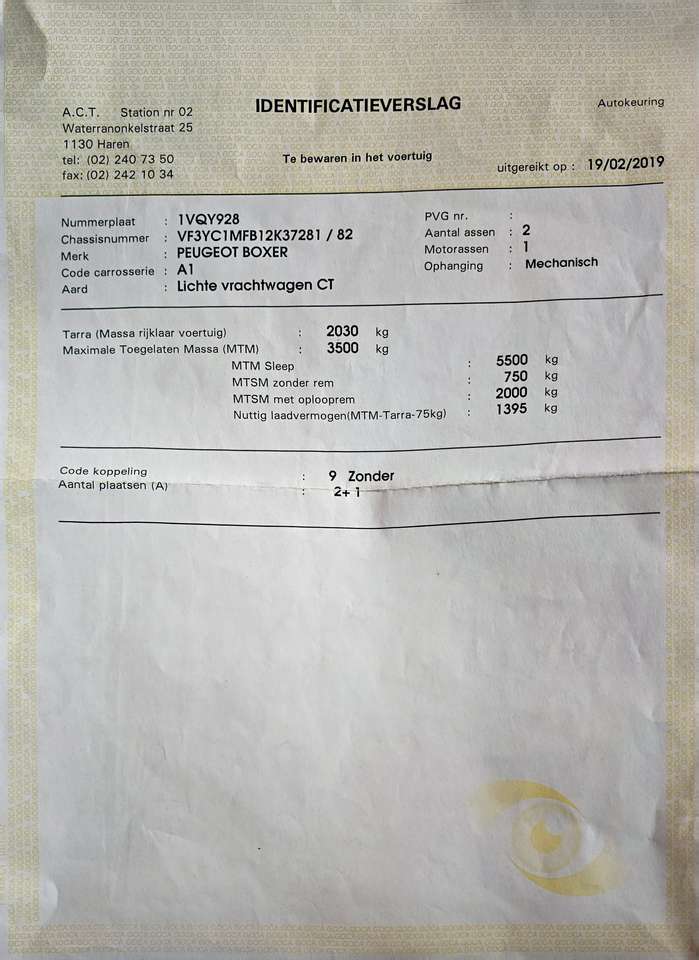 IDENTIFICATIEVERSLAG
Autokeuring
A.C.T. Station nr 02
Waterranonkelstraat 25
1130 Haren
tel: (02) 240 73 50
fax: (02) 242 10 34
Te bewaren in het voertuig
uitgereikt op : 19/02/2019
Nummerplaat : 1VQY928
Chassisnummer : VF3YC1MFB12K37281 / 82
Merk : PEUGEOT BOXER
Code carrosserie : A1
Aard : Lichte vrachtwagen CT
PVG nr. :
Aantal assen : 2
Motorassen : 1
Ophanging : Mechanisch
Tarra (Massa rijklaar voertuig) : 2030 kg
Maximale Toegelaten Massa (MTM) : 3500 kg
MTM Sleep : 5500 kg
MTSM zonder rem : 750 kg
MTSM met oplooprem : 2000 kg
Nuttig laadvermogen(MTM-Tarra-75kg) : 1395 kg
Code koppeling : 9 Zonder
Aantal plaatsen (A) : 2+ 1